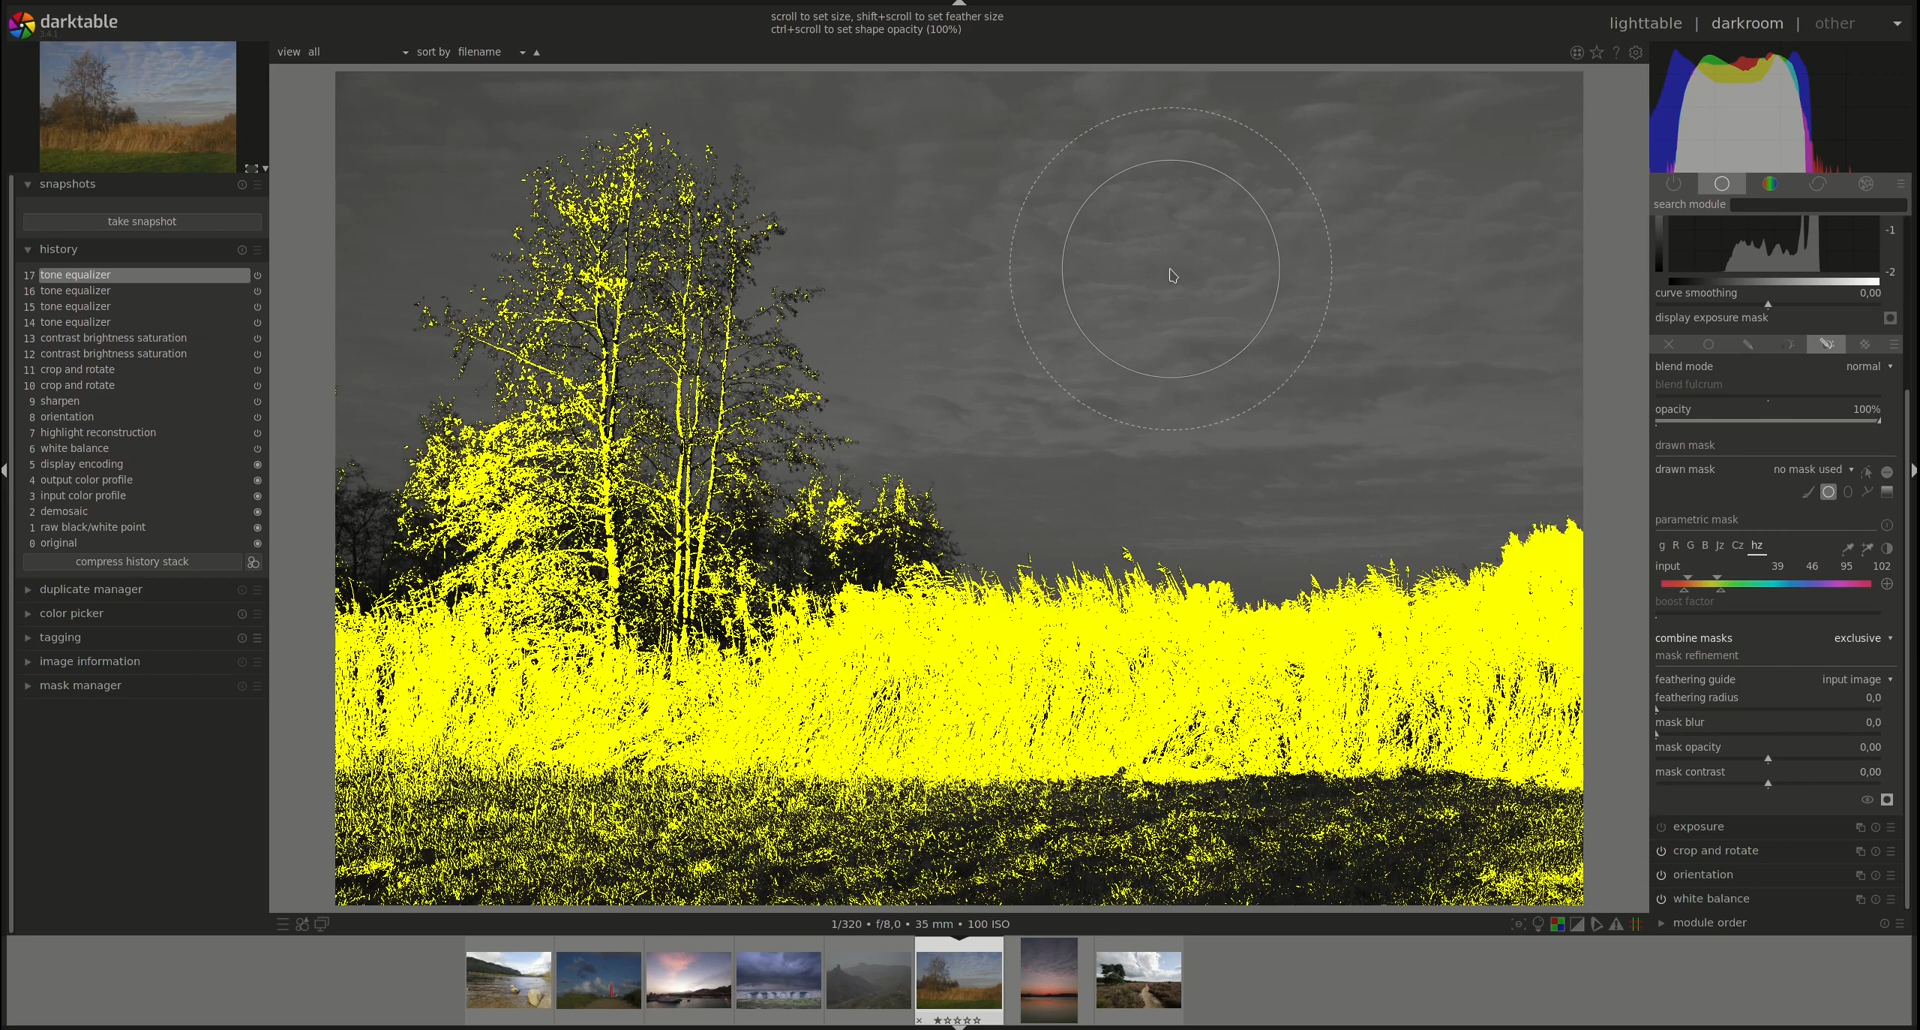 darktable
3.4.1
scroll to set size, shift+scroll to set feather size
ctrl+scroll to set shape opacity (100%)
lighttable | darkroom | other
view all sort by filename
snapshots
take snapshot
history
17 tone equalizer
16 tone equalizer
15 tone equalizer
14 tone equalizer
13 contrast brightness saturation
12 contrast brightness saturation
11 crop and rotate
10 crop and rotate
9 sharpen
8 orientation
7 highlight reconstruction
6 white balance
5 display encoding
4 output color profile
3 input color profile
2 demosaic
1 raw black/white point
0 original
compress history stack
duplicate manager
color picker
tagging
image information
mask manager
search module
-1
-2
curve smoothing 0,00
display exposure mask
blend mode normal
blend fulcrum
opacity 100%
drawn mask
drawn mask no mask used
parametric mask
g R G B Jz Cz hz
input 39 46 95 102
boost factor
combine masks exclusive
mask refinement
feathering guide input image
feathering radius 0,0
mask blur 0,0
mask opacity 0,00
mask contrast 0,00
exposure
crop and rotate
orientation
white balance
module order
1/320 • f/8,0 • 35 mm • 100 ISO